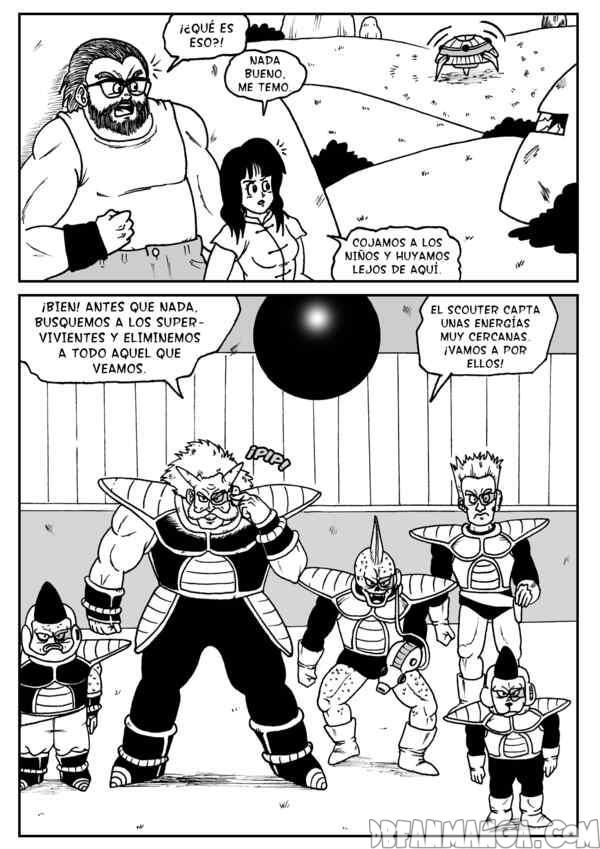 ¡¿QUÉ ES
ESO?!
NADA
BUENO,
ME TEMO.
COJAMOS A LOS
NIÑOS Y HUYAMOS
LEJOS DE AQUÍ.
¡BIEN! ANTES QUE NADA,
BUSQUEMOS A LOS SUPER-
VIVIENTES Y ELIMINEMOS
A TODO AQUEL QUE
VEAMOS.
EL SCOUTER CAPTA
UNAS ENERGÍAS
MUY CERCANAS.
¡VAMOS A POR
ELLOS!
¡PIP!
DBFANMANGA.COM